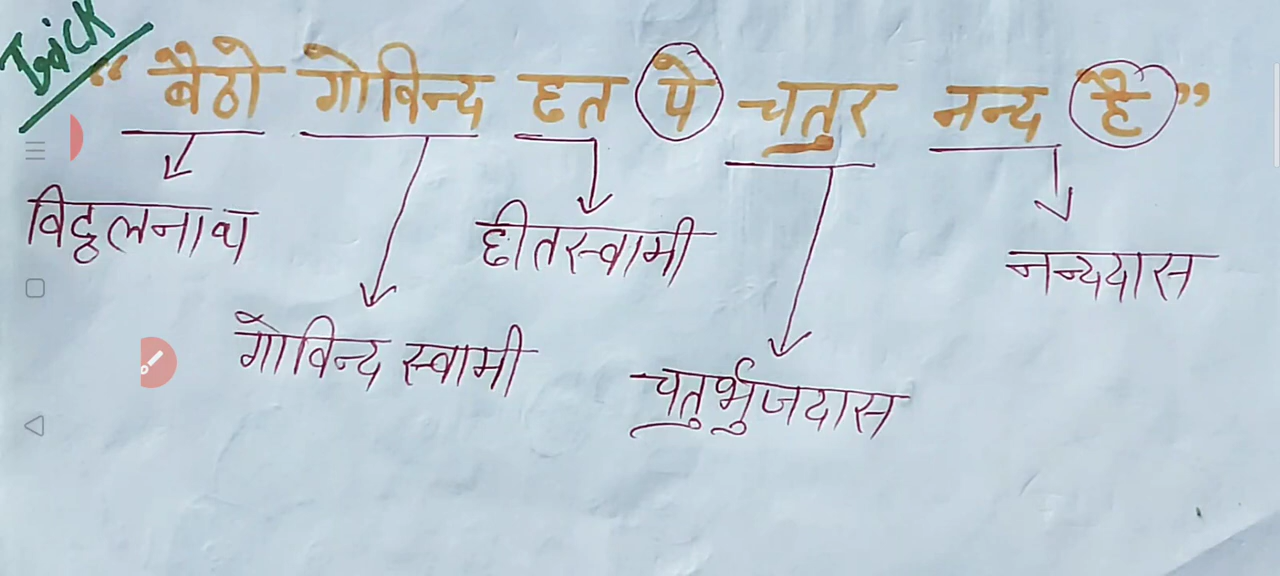 Trick
“बैठो गोविन्द छत पे चतुर नन्द है”
विट्ठलनाथ
छीतस्वामी
नन्ददास
गोविन्द स्वामी
चतुर्भुजदास